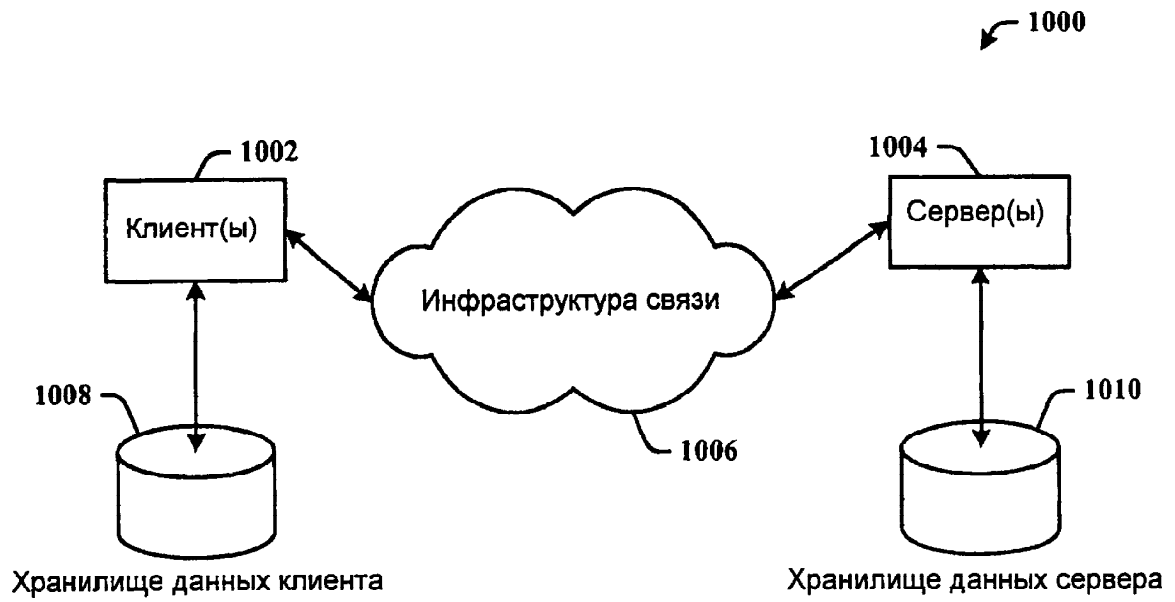 1000
1002
1004
Клиент(ы)
Сервер(ы)
Инфраструктура связи
1008
1010
1006
Хранилище данных клиента
Хранилище данных сервера